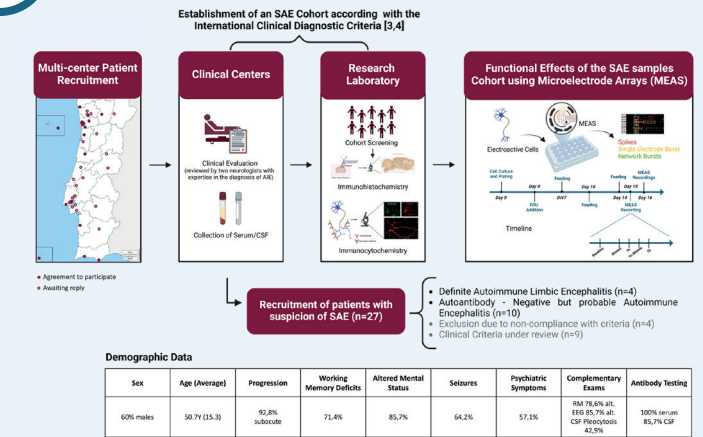 Establishment of an SAE Cohort according with the
International Clinical Diagnostic Criteria [3,4]
Multi-center Patient
Recruitment
Agreement to participate
Awaiting reply
Clinical Centers
Clinical Evaluation
(reviewed by two neurologists with
expertise in the diagnosis of AIE)
Collection of Serum/CSF
Research
Laboratory
Cohort Screening
Immunohistochemistry
Immunocytochemistry
Functional Effects of the SAE samples
Cohort using Microelectrode Arrays (MEAS)
Electroactive Cells
MEAS
Spikes
Single Electrode Burst
Network Bursts
Cell Culture
and Plating
Feeding
Feeding
MEAS
Recordings
Day 0
Day 4
DIV7
Day 10
Day 14
Day 15
Day 16
FDU
Addition
Feeding
MEAS
Recording
Timeline
Recruitment of patients with
suspicion of SAE (n=27)
Definite Autoimmune Limbic Encephalitis (n=4)
Autoantibody - Negative but probable Autoimmune
Encephalitis (n=10)
Exclusion due to non-compliance with criteria (n=4)
Clinical Criteria under review (n=9)
Demographic Data
Sex
Age (Average)
Progression
Working
Memory Deficits
Altered Mental
Status
Seizures
Psychiatric
Symptoms
Complementary
Exams
Antibody Testing
60% males
50.7Y (15.3)
92,8%
subacute
71,4%
85,7%
64,2%
57,1%
RM 78,6% alt.
EEG 85,7% alt.
CSF Pleocytosis
42,9%
100% serum
85,7% CSF